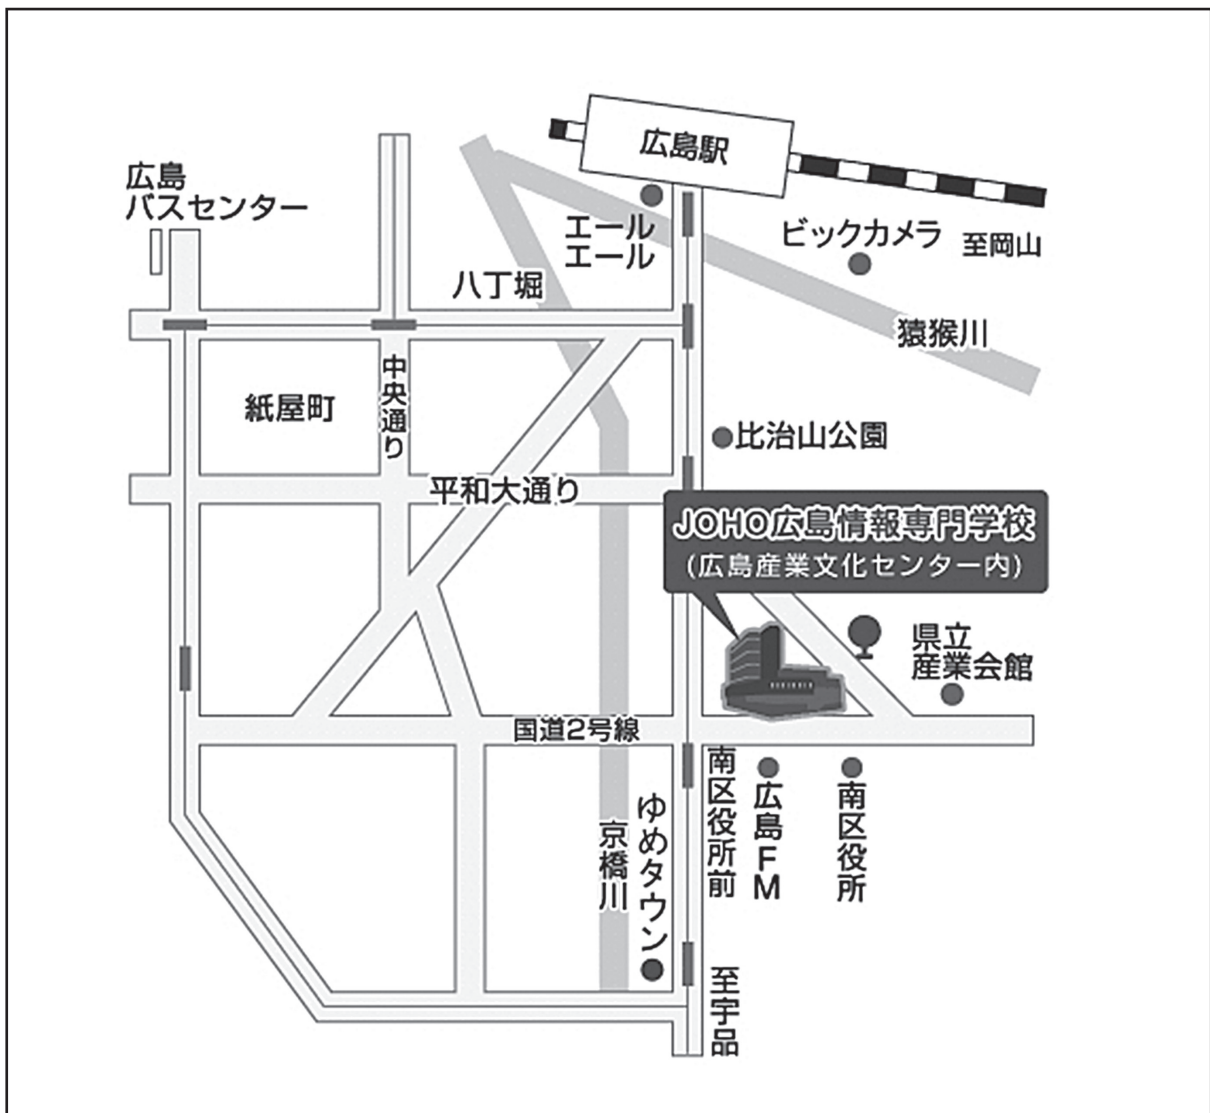 広島駅
広島
バスセンター
エール
エール
ビックカメラ
至岡山
八丁堀
猿猴川
中央通り
紙屋町
比治山公園
平和大通り
JOHO広島情報専門学校
(広島産業文化センター内)
県立
産業会館
国道2号線
南区役所前
広島FM
南区役所
ゆめタウン
京橋川
至宇品